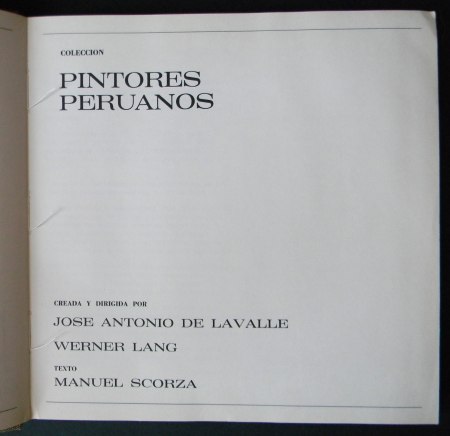 COLECCION
PINTORES
PERUANOS
CREADA Y DIRIGIDA POR
JOSE ANTONIO DE LAVALLE
WERNER LANG
TEXTO
MANUEL SCORZA